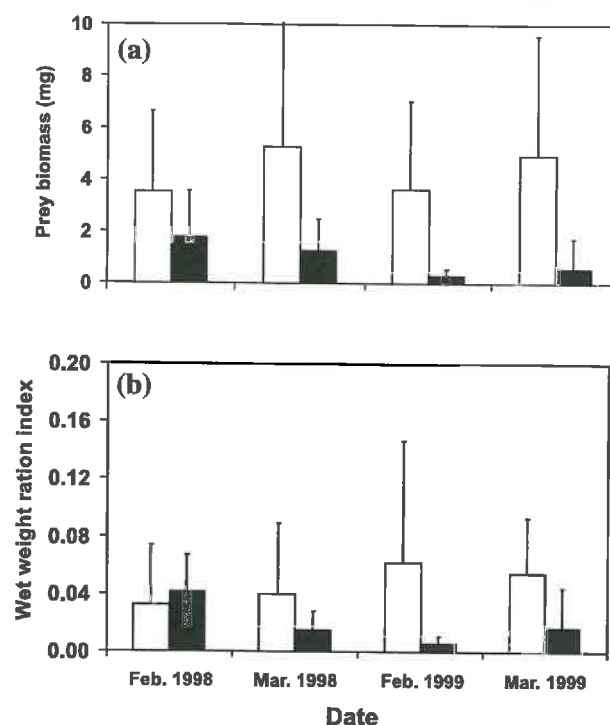 (a)
Prey biomass (mg)
10
8
6
4
2
0
(b)
Wet weight ration index
0.20
0.16
0.12
0.08
0.04
0.00
Feb. 1998 Mar. 1998 Feb. 1999 Mar. 1999
Date